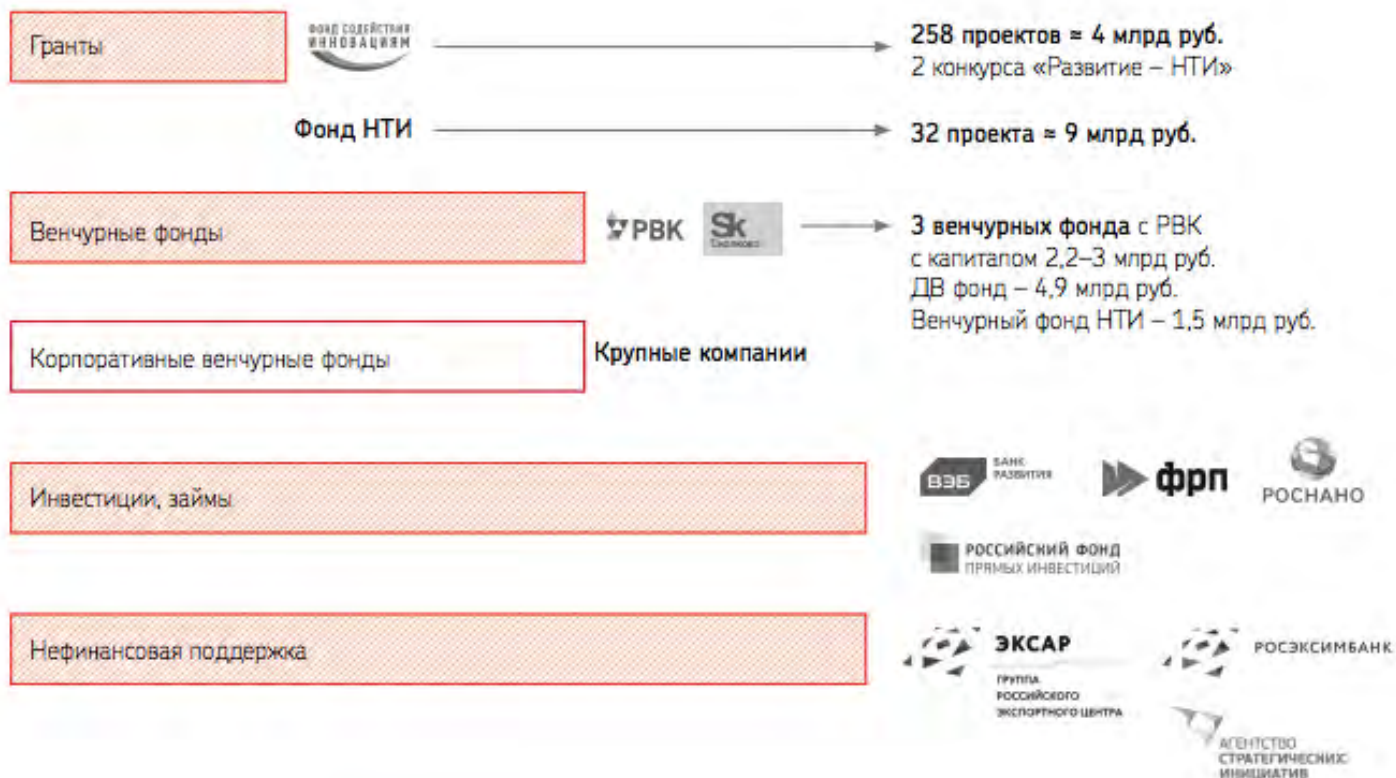 Гранты
ФОНД СОДЕЙСТВИЯ
ИННОВАЦИЯМ
258 проектов ≈ 4 млрд руб.
2 конкурса «Развитие – НТИ»
Фонд НТИ
32 проекта ≈ 9 млрд руб.
Венчурные фонды
РВК
Sk
Сколково
3 венчурных фонда с РВК
с капиталом 2,2–3 млрд руб.
ДВ фонд – 4,9 млрд руб.
Венчурный фонд НТИ – 1,5 млрд руб.
Корпоративные венчурные фонды
Крупные компании
Инвестиции, займы
ВЭБ
БАНК
РАЗВИТИЯ
фрп
РОСНАНО
РОССИЙСКИЙ ФОНД
ПРЯМЫХ ИНВЕСТИЦИЙ
Нефинансовая поддержка
ЭКСАР
ГРУППА
РОССИЙСКОГО
ЭКСПОРТНОГО ЦЕНТРА
РОСЭКСИМБАНК
АГЕНТСТВО
СТРАТЕГИЧЕСКИХ
ИНИЦИАТИВ